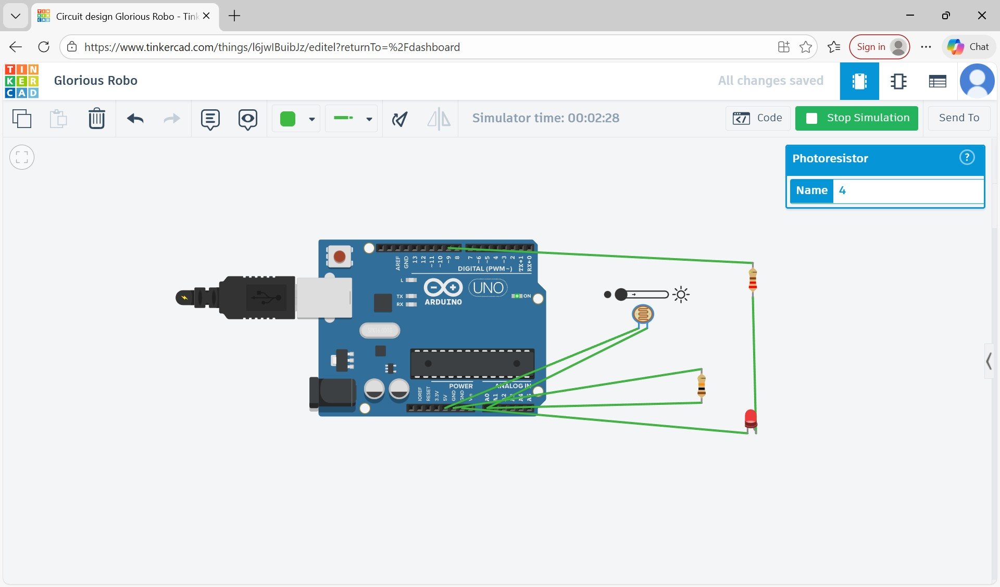 Circuit design Glorious Robo - Tink
https://www.tinkercad.com/things/l6jwIBuibJz/editel?returnTo=%2Fdashboard
Sign in
Chat
TIN
KER
CAD
Glorious Robo
All changes saved
Simulator time: 00:02:28
Code
Stop Simulation
Send To
Photoresistor
?
Name 4
AREF GND 13 12 ~11 ~10 ~9 8 7 ~6 ~5 4 ~3 2 TX→1 RX←0
DIGITAL (PWM~)
L
TX
RX
ARDUINO
UNO
ON
POWER
ANALOG IN
IOREF RESET 3.3V 5V GND GND Vin A0 A1 A2 A4 A5